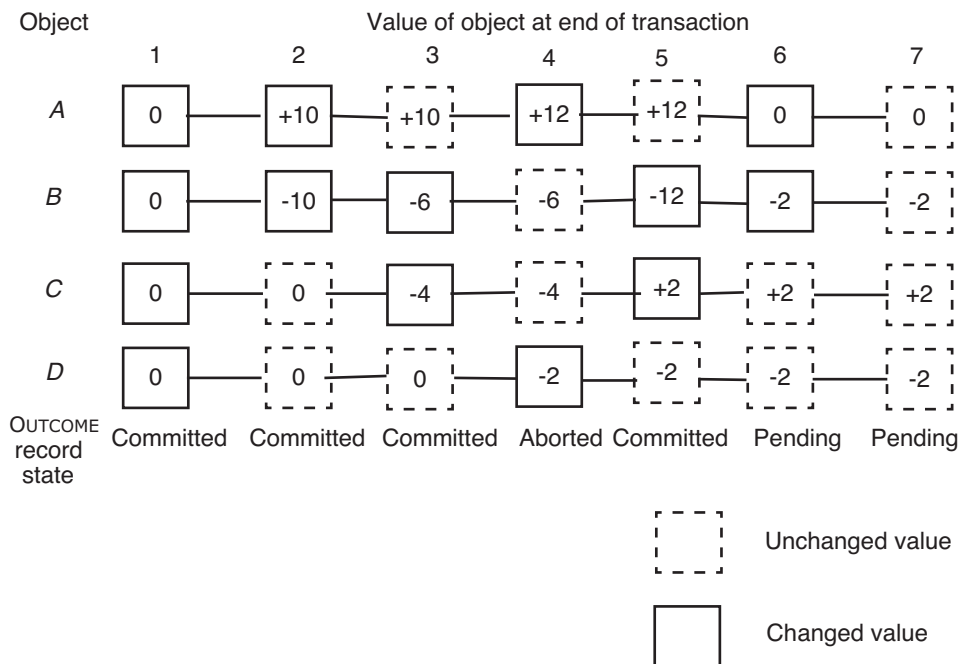 Object Value of object at end of transaction
1 2 3 4 5 6 7
A 0 +10 +10 +12 +12 0 0
B 0 -10 -6 -6 -12 -2 -2
C 0 0 -4 -4 +2 +2 +2
D 0 0 0 -2 -2 -2 -2
OUTCOME
record
state
Committed Committed Committed Aborted Committed Pending Pending
Unchanged value
Changed value